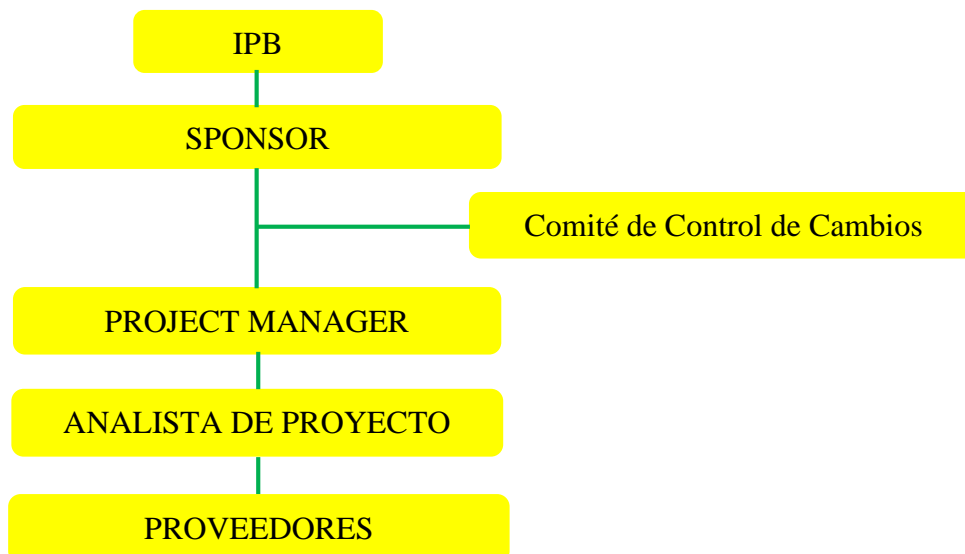 IPB
SPONSOR
Comité de Control de Cambios
PROJECT MANAGER
ANALISTA DE PROYECTO
PROVEEDORES